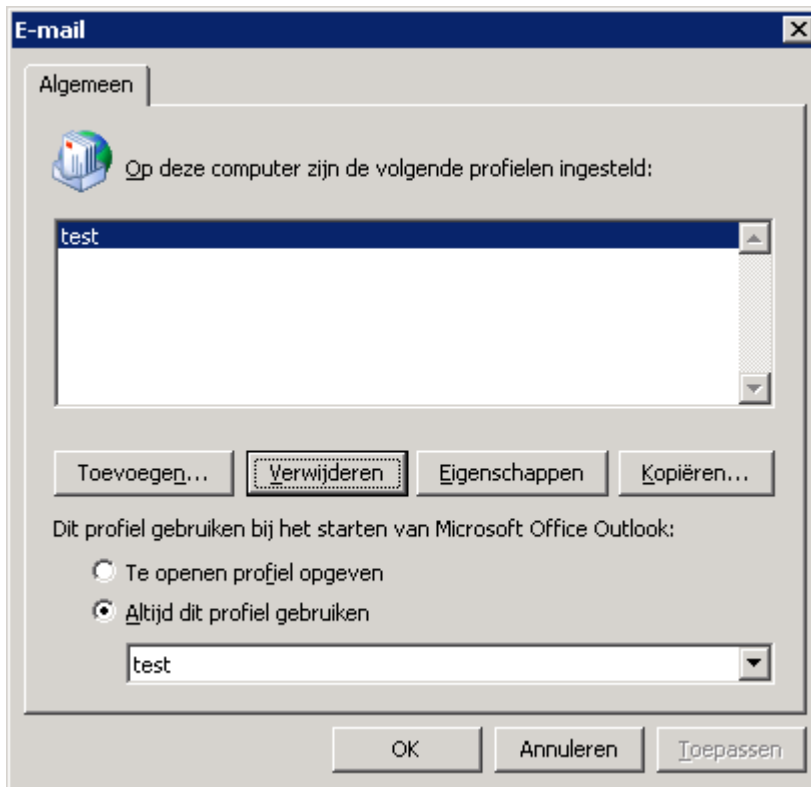 E-mail
Algemeen
Op deze computer zijn de volgende profielen ingesteld:
test
Toevoegen... Verwijderen Eigenschappen Kopiëren...
Dit profiel gebruiken bij het starten van Microsoft Office Outlook:
Te openen profiel opgeven
Altijd dit profiel gebruiken
test
OK Annuleren Toepassen